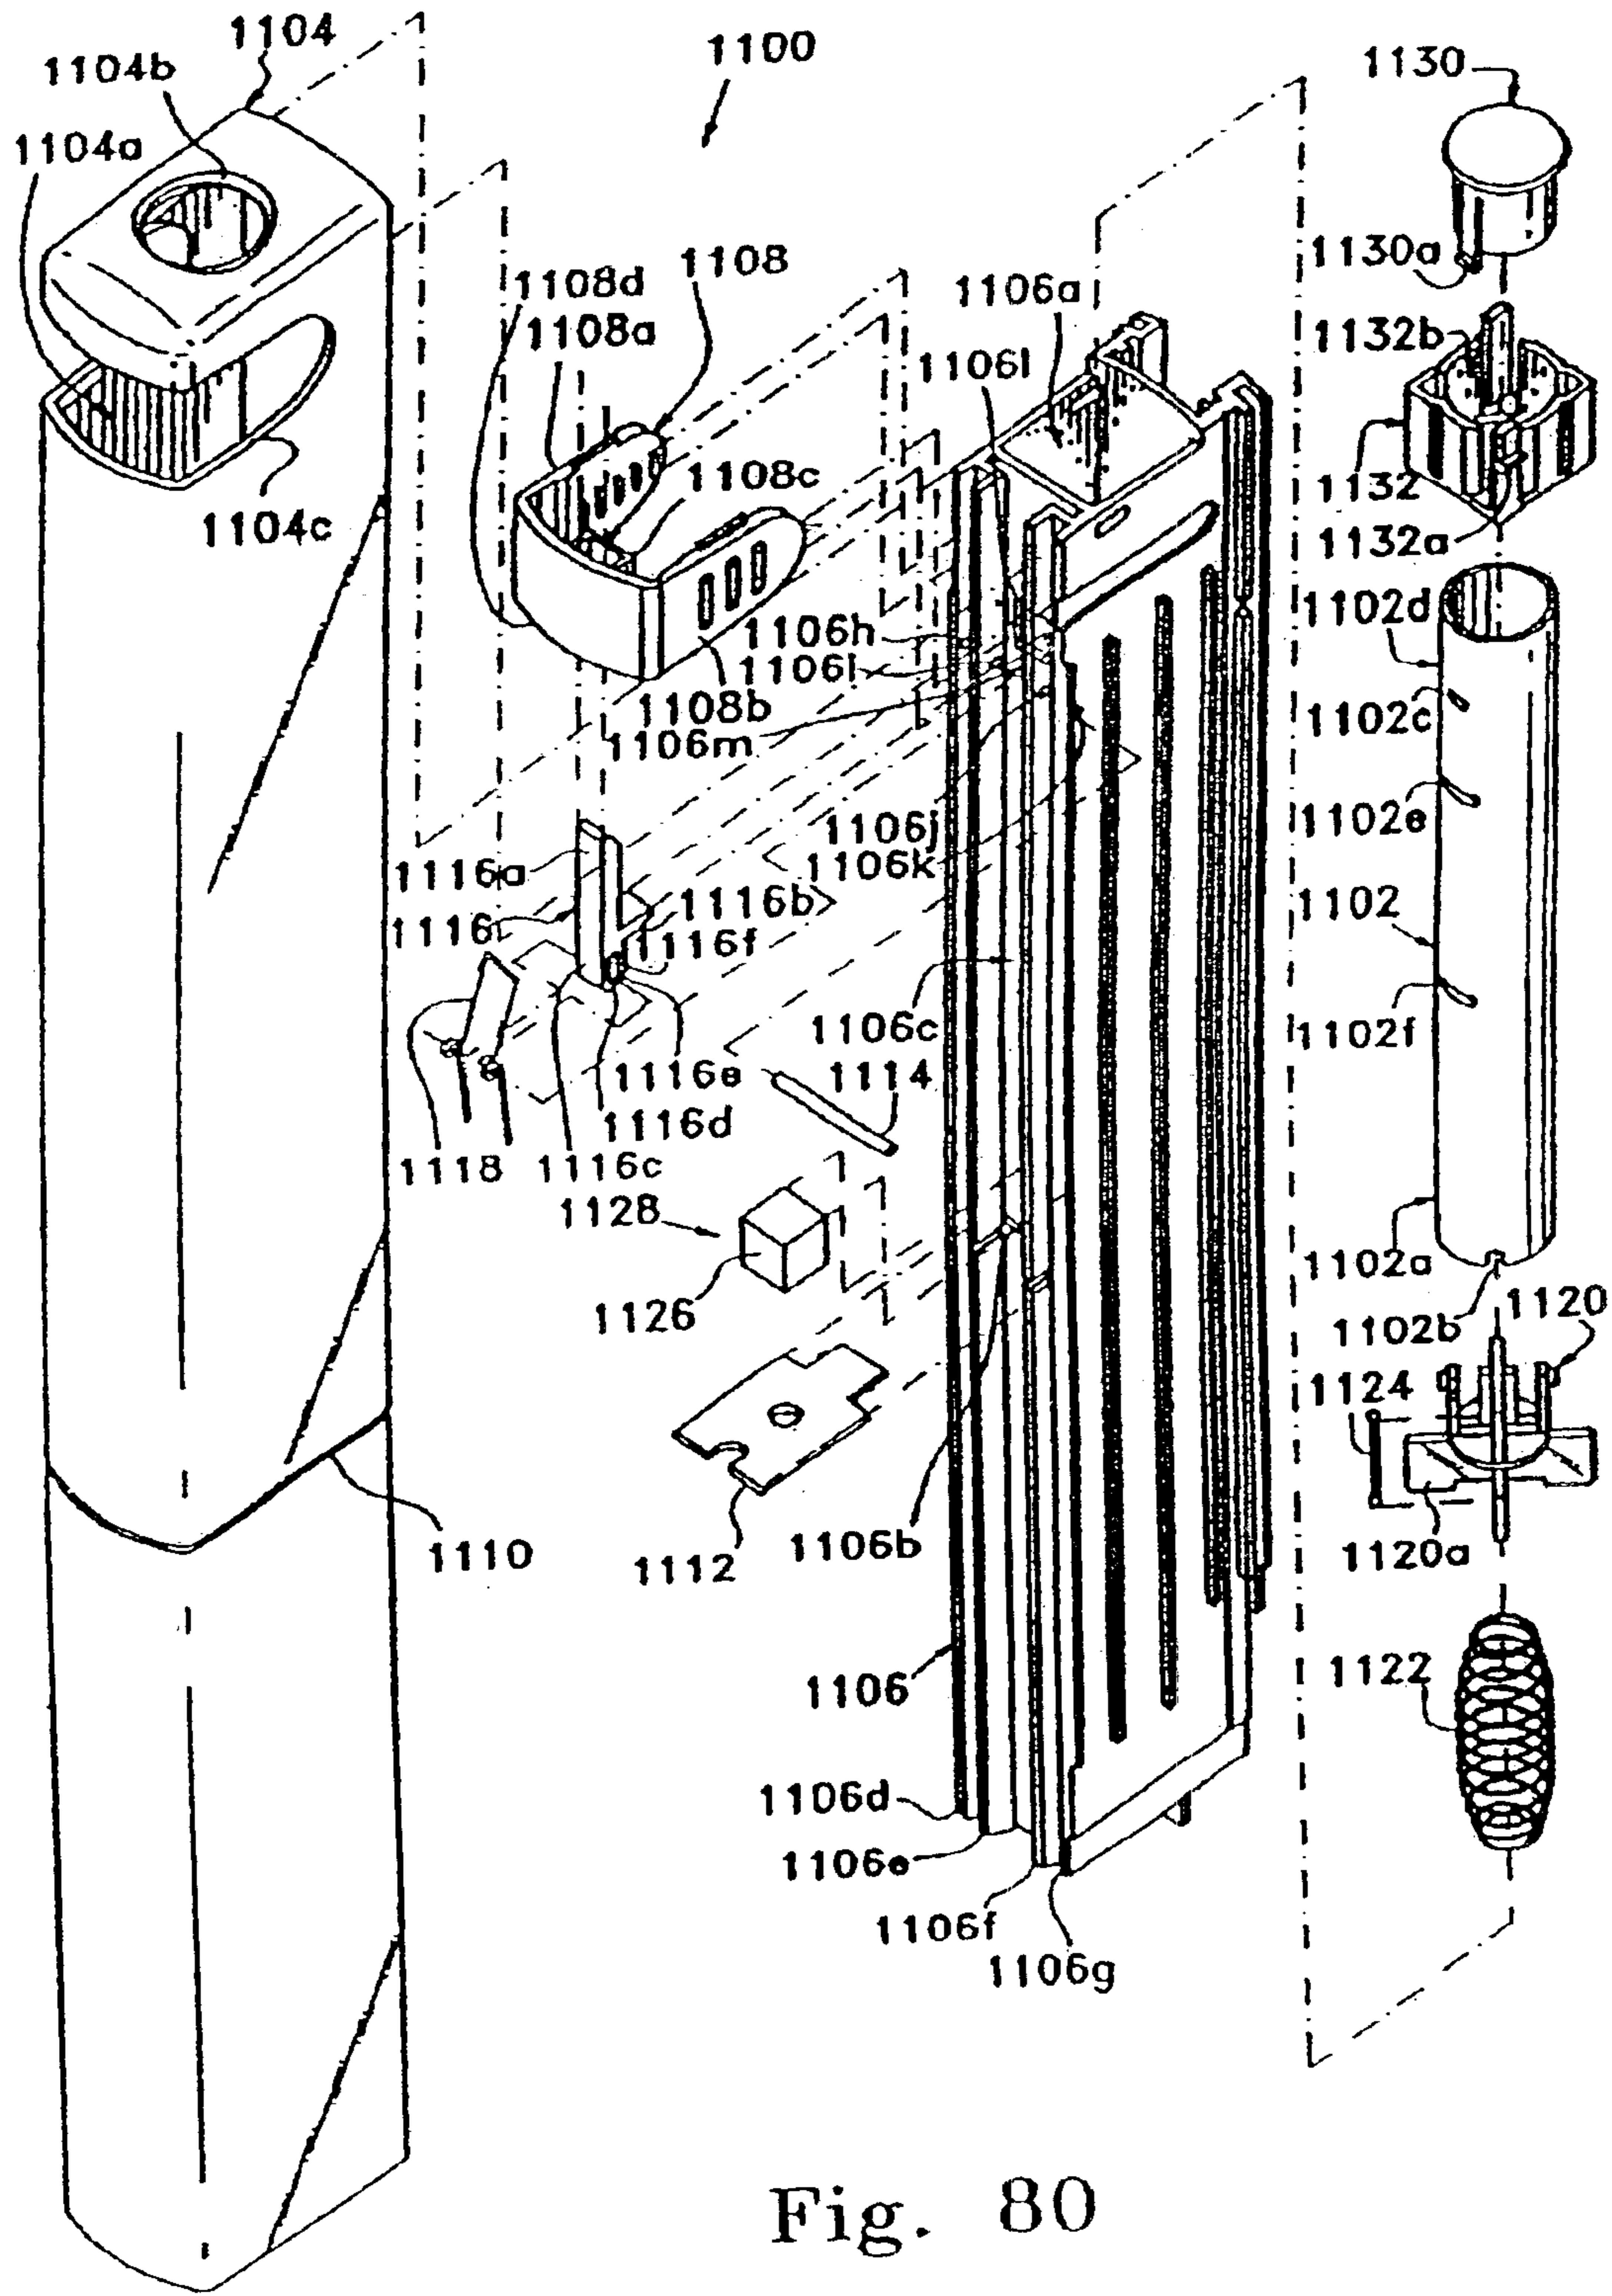 1104
1100
1130
1104b
1104a
1108
1130a
1108d
1106a
1108a
1132b
1106l
1108c
1132
1104c
1132a
1102d
1106h
1106l
1108b
1102c
1106m
1102e
1106j
1106k
1116a
1116b
1102
1116
1116f
1106c
1102f
1116e
1114
1116d
1118
1116c
1128
1102a
1126
1120
1102b
1124
1110
1112
1106b
1120a
1122
1106
1106d
1106e
1106f
1106g
Fig. 80